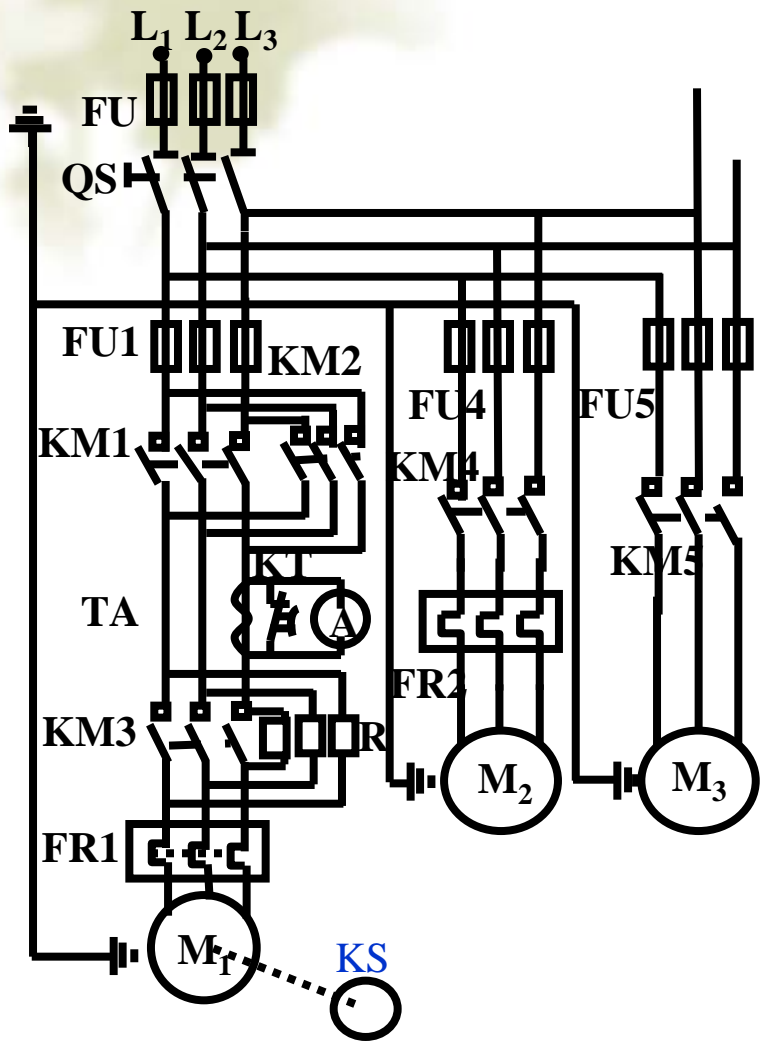 L₁ L₂ L₃
FU
QS
FU1
KM2
FU4
FU5
KM1
KM4
KM5
KT
TA
A
FR2
KM3
R
M₂
M₃
FR1
M₁
KS